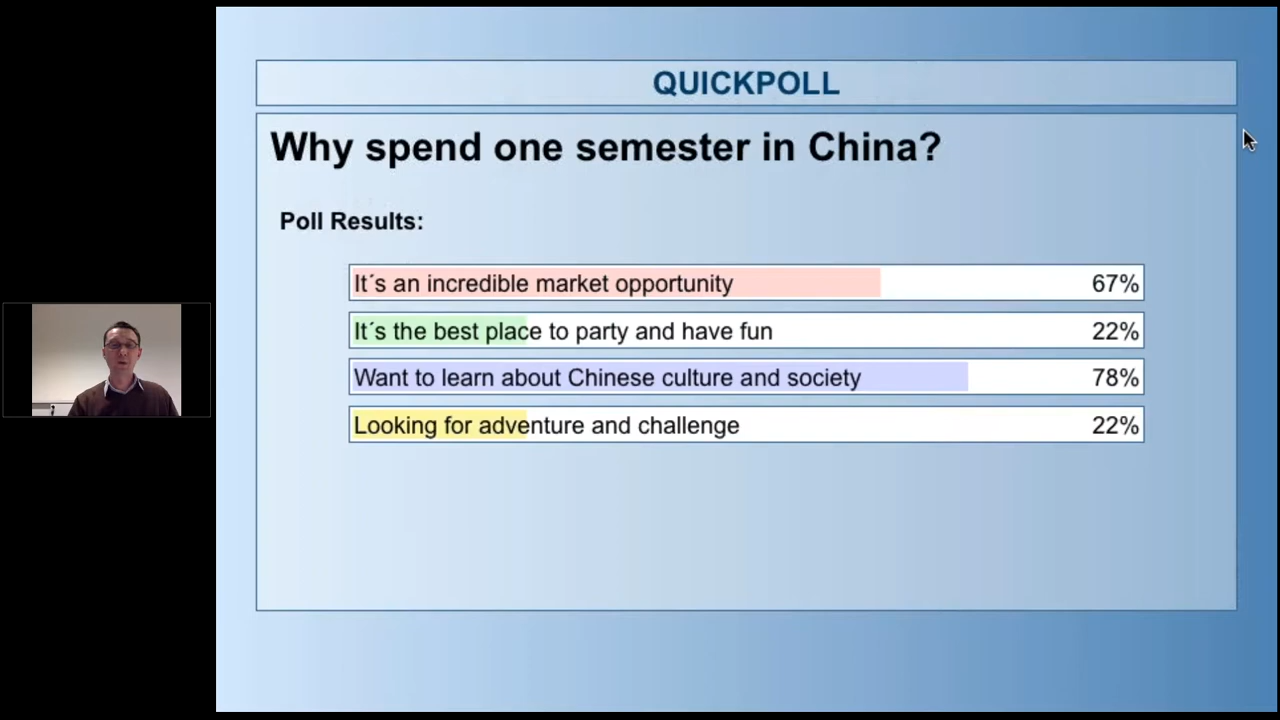 QUICKPOLL
Why spend one semester in China?
Poll Results:
It´s an incredible market opportunity 67%
It´s the best place to party and have fun 22%
Want to learn about Chinese culture and society 78%
Looking for adventure and challenge 22%